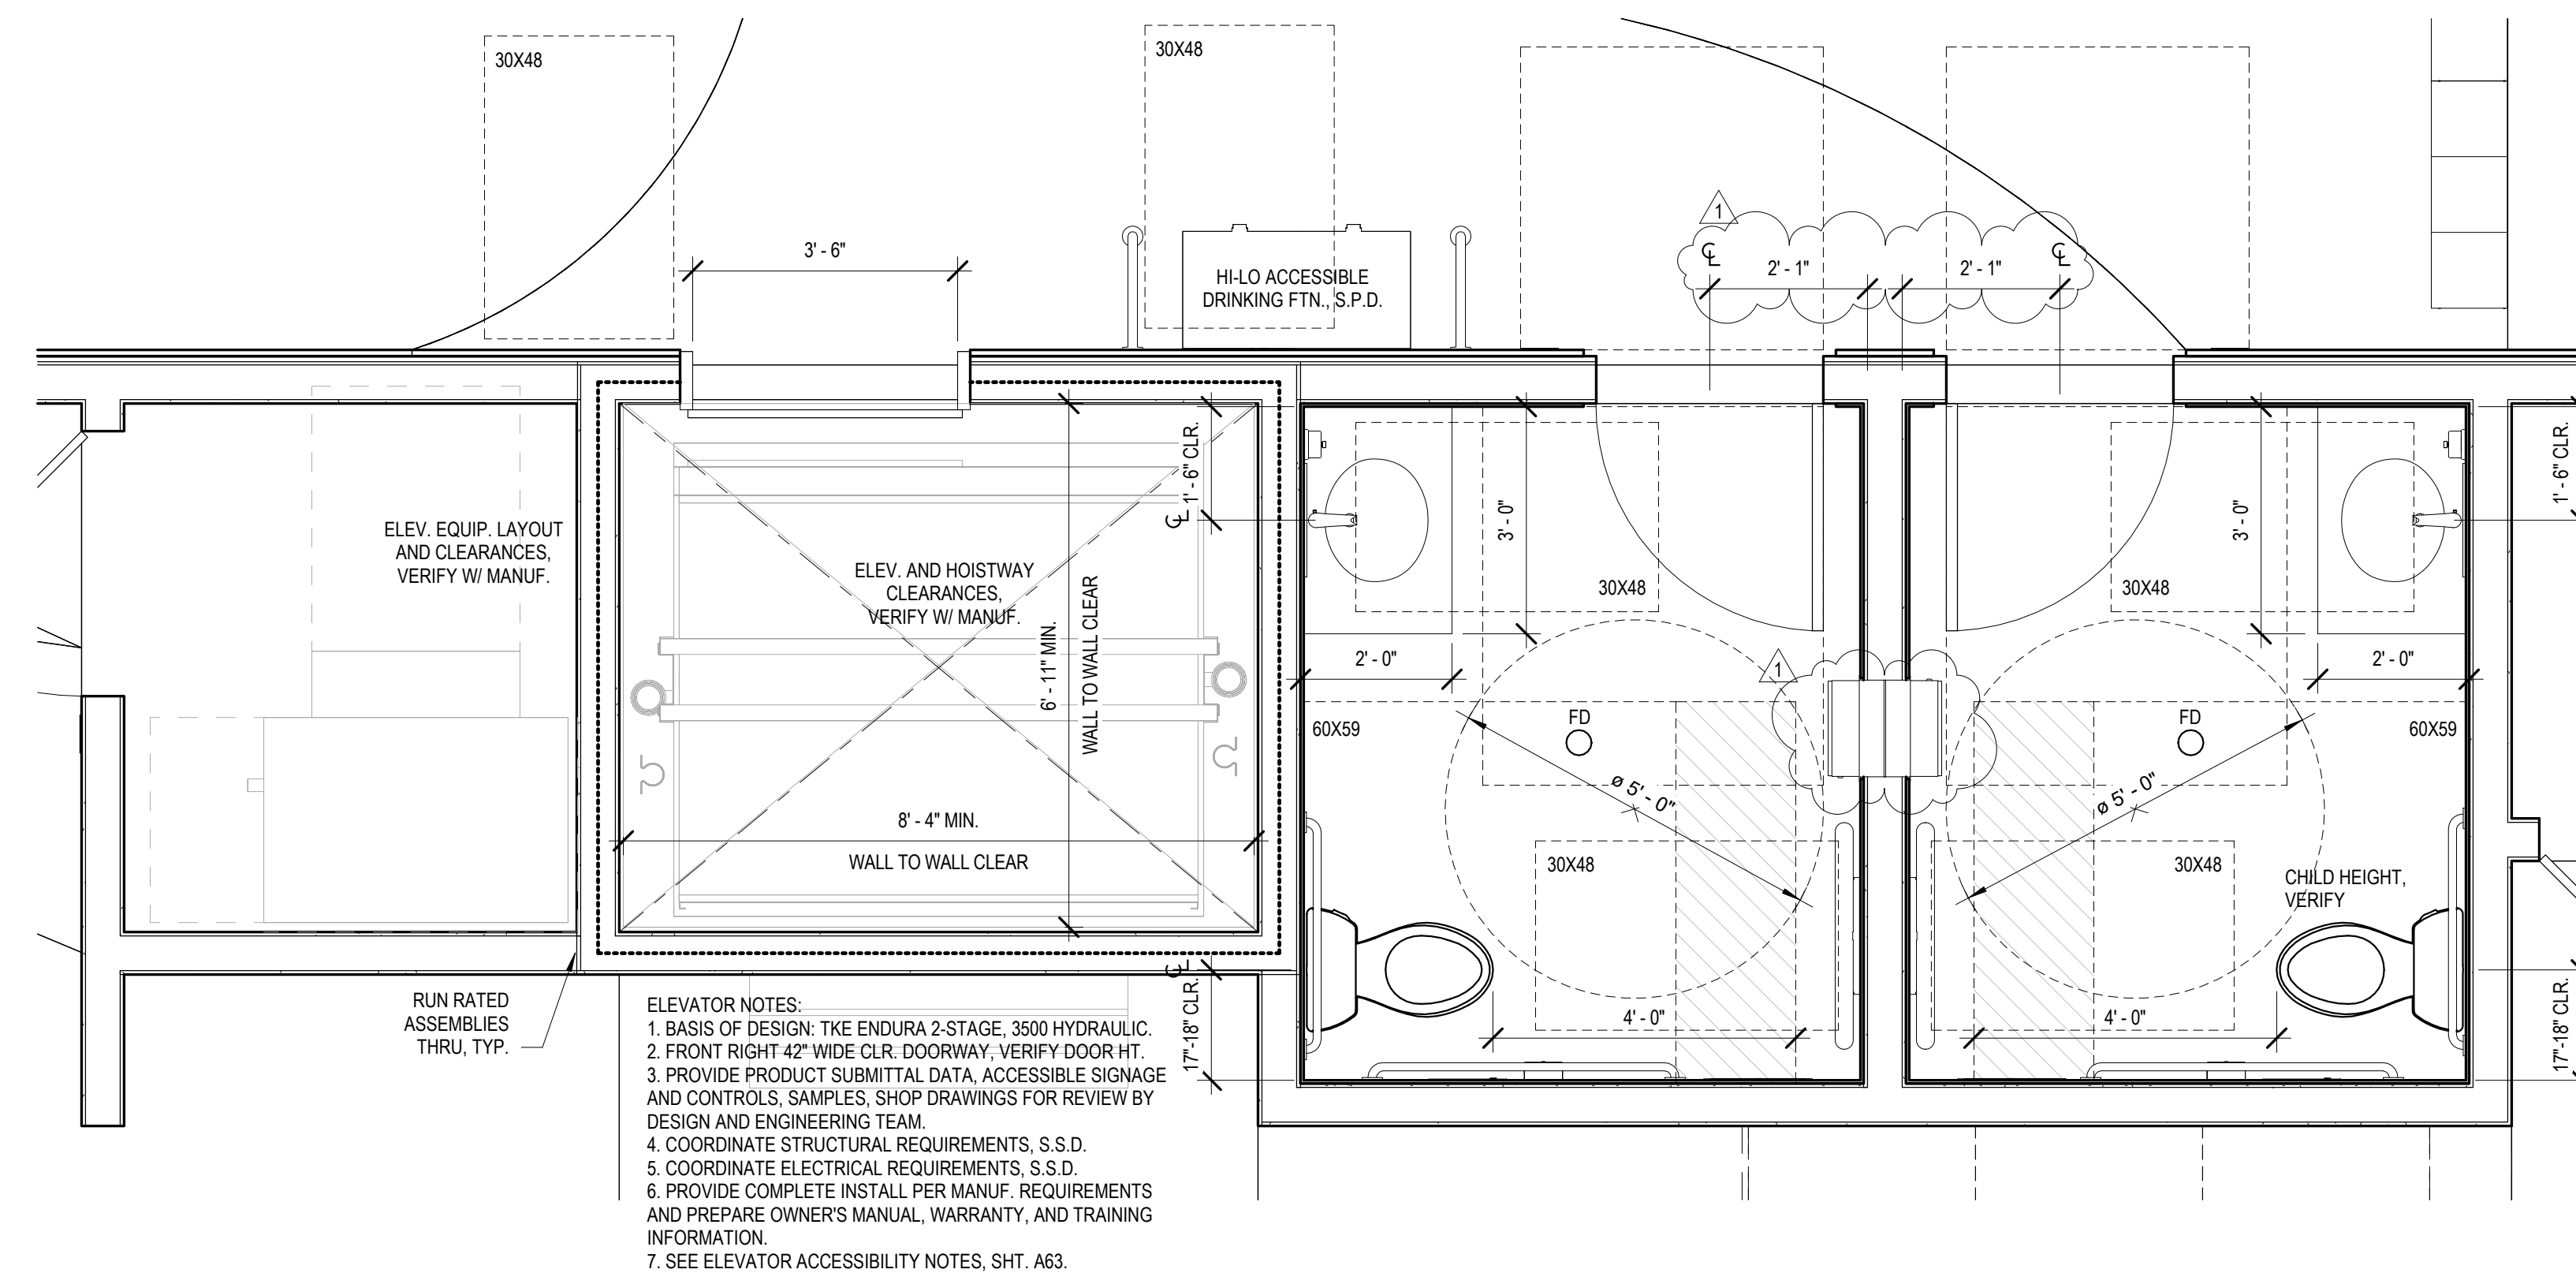 30X48
30X48
3' - 6"
HI-LO ACCESSIBLE
DRINKING FTN., S.P.D.
1
CL
2' - 1"
2' - 1"
CL
1' - 6" CLR.
CL
3' - 0"
3' - 0"
1' - 6" CLR.
ELEV. EQUIP. LAYOUT
AND CLEARANCES,
VERIFY W/ MANUF.
ELEV. AND HOISTWAY
CLEARANCES,
VERIFY W/ MANUF.
6' - 11" MIN.
WALL TO WALL CLEAR
30X48
30X48
2' - 0"
1
2' - 0"
60X59
FD
FD
60X59
ø 5' - 0"
ø 5' - 0"
8' - 4" MIN.
WALL TO WALL CLEAR
30X48
30X48
CHILD HEIGHT,
VERIFY
CL
17"-18" CLR.
4' - 0"
4' - 0"
17"-18" CLR.
RUN RATED
ASSEMBLIES
THRU, TYP.
ELEVATOR NOTES:
1. BASIS OF DESIGN: TKE ENDURA 2-STAGE, 3500 HYDRAULIC.
2. FRONT RIGHT 42" WIDE CLR. DOORWAY, VERIFY DOOR HT.
3. PROVIDE PRODUCT SUBMITTAL DATA, ACCESSIBLE SIGNAGE
AND CONTROLS, SAMPLES, SHOP DRAWINGS FOR REVIEW BY
DESIGN AND ENGINEERING TEAM.
4. COORDINATE STRUCTURAL REQUIREMENTS, S.S.D.
5. COORDINATE ELECTRICAL REQUIREMENTS, S.S.D.
6. PROVIDE COMPLETE INSTALL PER MANUF. REQUIREMENTS
AND PREPARE OWNER'S MANUAL, WARRANTY, AND TRAINING
INFORMATION.
7. SEE ELEVATOR ACCESSIBILITY NOTES, SHT. A63.